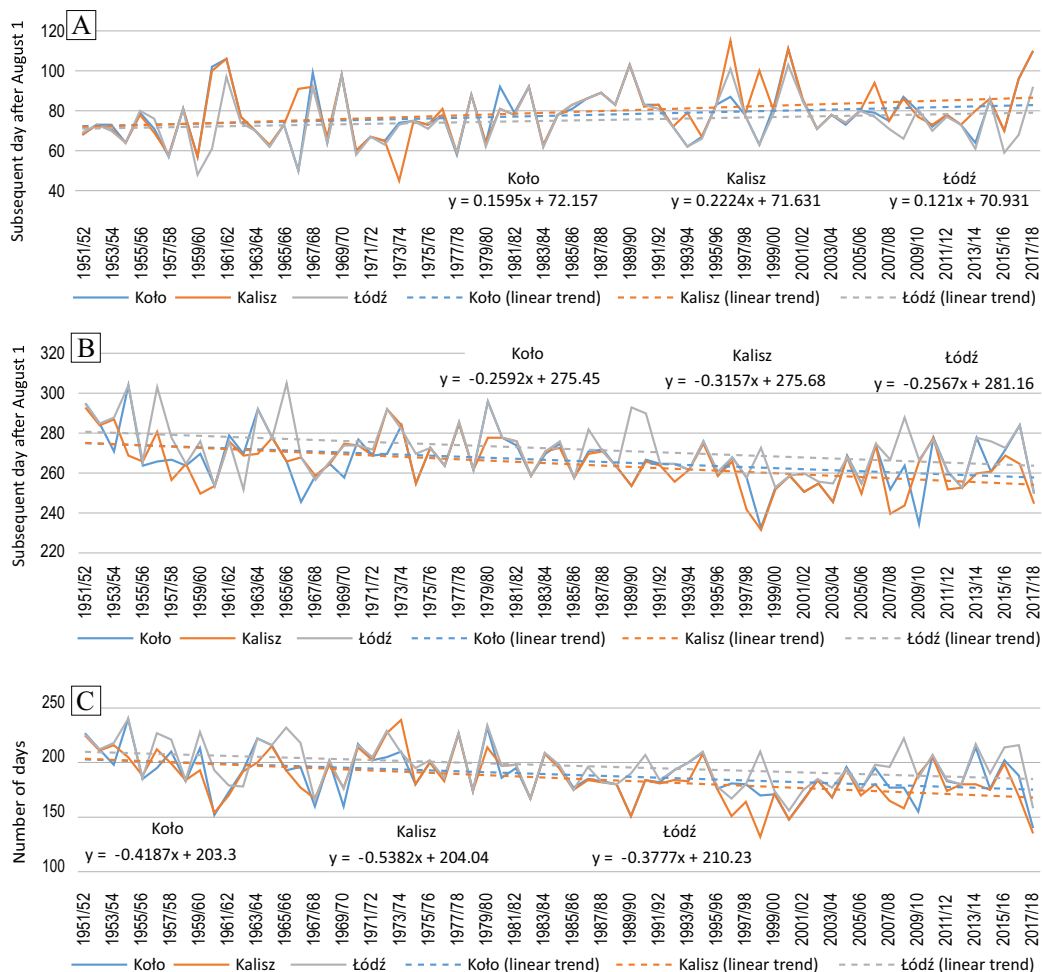 A
Subsequent day after August 1
120
100
80
60
40
Koło Kalisz Łódź
y = 0.1595x + 72.157 y = 0.2224x + 71.631 y = 0.121x + 70.931
1951/52 1953/54 1955/56 1957/58 1959/60 1961/62 1963/64 1965/66 1967/68 1969/70 1971/72 1973/74 1975/76 1977/78 1979/80 1981/82 1983/84 1985/86 1987/88 1989/90 1991/92 1993/94 1995/96 1997/98 1999/00 2001/02 2003/04 2005/06 2007/08 2009/10 2011/12 2013/14 2015/16 2017/18
Koło Kalisz Łódź Koło (linear trend) Kalisz (linear trend) Łódź (linear trend)
B
Subsequent day after August 1
320
300
280
260
240
220
Koło Kalisz Łódź
y = -0.2592x + 275.45 y = -0.3157x + 275.68 y = -0.2567x + 281.16
1951/52 1953/54 1955/56 1957/58 1959/60 1961/62 1963/64 1965/66 1967/68 1969/70 1971/72 1973/74 1975/76 1977/78 1979/80 1981/82 1983/84 1985/86 1987/88 1989/90 1991/92 1993/94 1995/96 1997/98 1999/00 2001/02 2003/04 2005/06 2007/08 2009/10 2011/12 2013/14 2015/16 2017/18
Koło Kalisz Łódź Koło (linear trend) Kalisz (linear trend) Łódź (linear trend)
C
Number of days
250
200
150
100
Koło Kalisz Łódź
y = -0.4187x + 203.3 y = -0.5382x + 204.04 y = -0.3777x + 210.23
1951/52 1953/54 1955/56 1957/58 1959/60 1961/62 1963/64 1965/66 1967/68 1969/70 1971/72 1973/74 1975/76 1977/78 1979/80 1981/82 1983/84 1985/86 1987/88 1989/90 1991/92 1993/94 1995/96 1997/98 1999/00 2001/02 2003/04 2005/06 2007/08 2009/10 2011/12 2013/14 2015/16 2017/18
Koło Kalisz Łódź Koło (linear trend) Kalisz (linear trend) Łódź (linear trend)